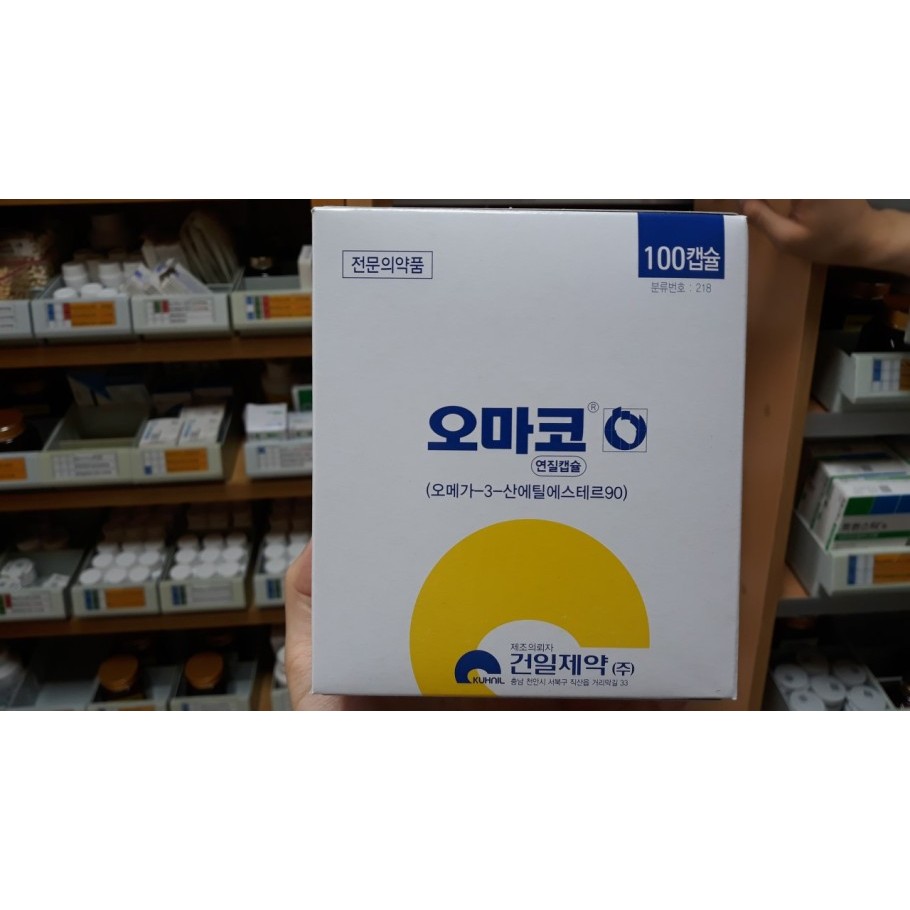 전문의약품
100캡슐
분류번호 : 218
오마코®
연질캡슐
(오메가-3-산에틸에스테르90)
제조의뢰자
KUHNIL
건일제약(주)
충남 천안시 서북구 직산읍 거리막길 33